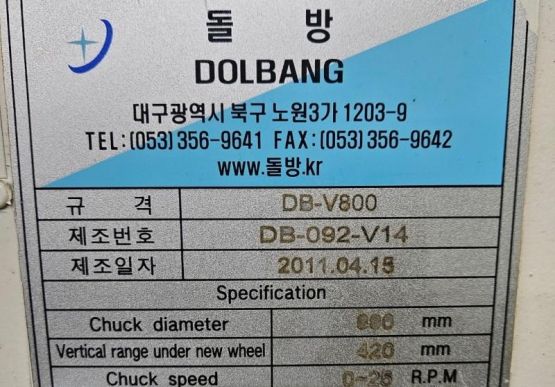 돌 방
DOLBANG
대구광역시 북구 노원3가 1203-9
TEL:(053)356-9641 FAX:(053)356-9642
www.돌방.kr
규 격 DB-V800
제조번호 DB-092-V14
제조일자 2011.04.15
Specification
Chuck diameter mm
Vertical range under new wheel 420 mm
Chuck speed 0-26 R.P.M